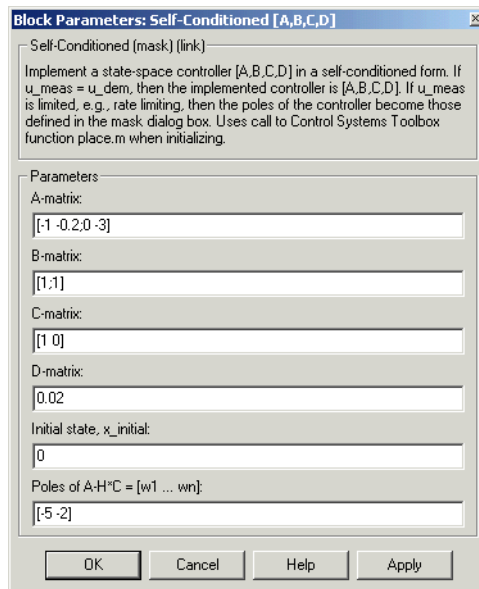 Block Parameters: Self-Conditioned [A,B,C,D]
Self-Conditioned (mask) (link)
Implement a state-space controller [A,B,C,D] in a self-conditioned form. If
u_meas = u_dem, then the implemented controller is [A,B,C,D]. If u_meas
is limited, e.g., rate limiting, then the poles of the controller become those
defined in the mask dialog box. Uses call to Control Systems Toolbox
function place.m when initializing.
Parameters
A-matrix:
[-1 -0.2;0 -3]
B-matrix:
[1;1]
C-matrix:
[1 0]
D-matrix:
0.02
Initial state, x_initial:
0
Poles of A-H*C = [w1 ... wn]:
[-5 -2]
OK Cancel Help Apply